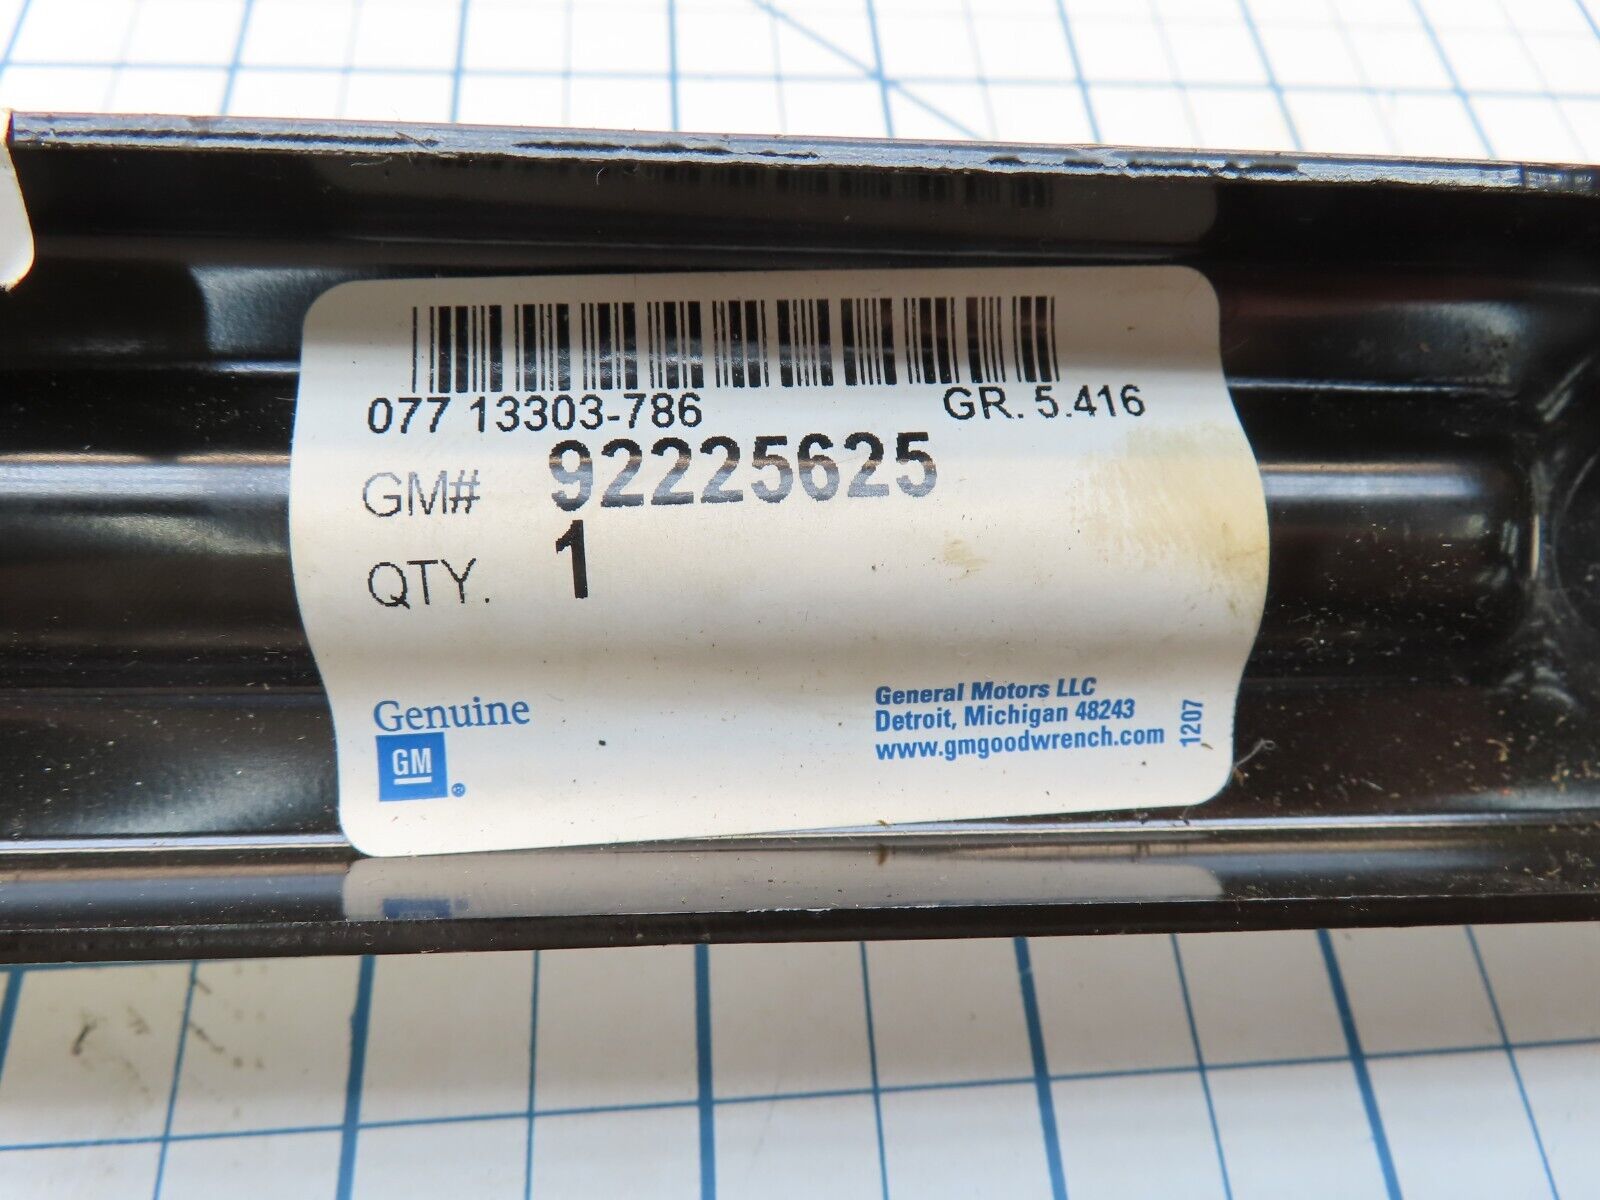 077 13303-786 GR. 5.416
GM# 92225625
QTY. 1
Genuine
GM
®
General Motors LLC
Detroit, Michigan 48243
www.gmgoodwrench.com
1207